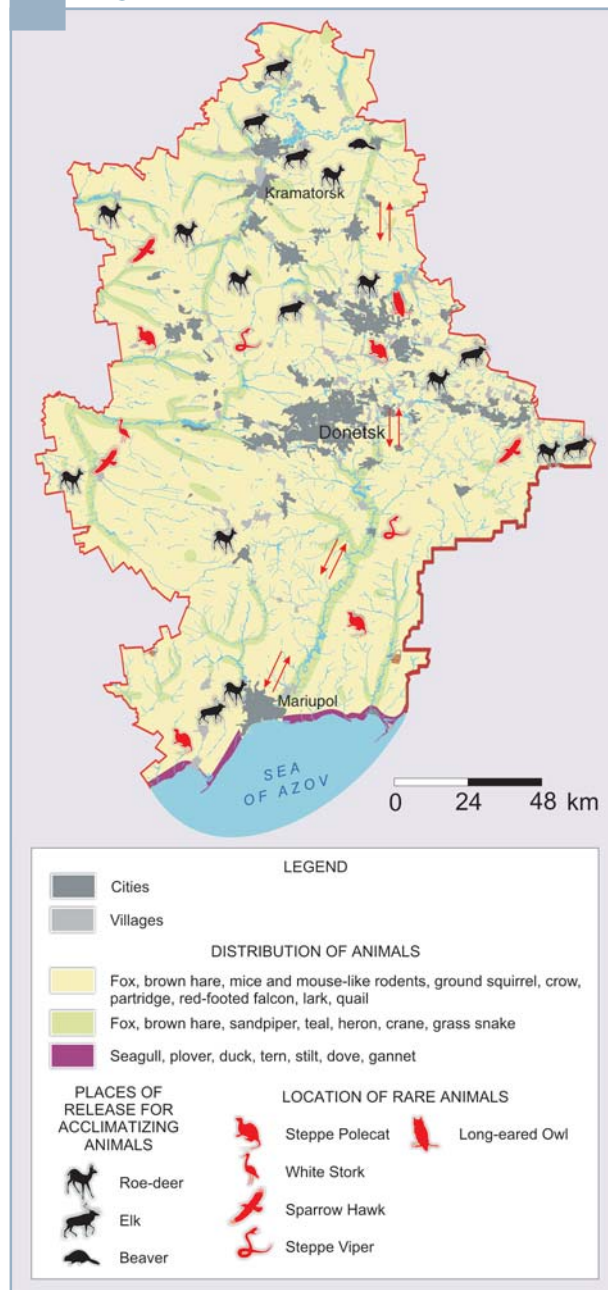 Kramatorsk
Donetsk
Mariupol
SEA
OF AZOV
0 24 48 km
LEGEND
Cities
Villages
DISTRIBUTION OF ANIMALS
Fox, brown hare, mice and mouse-like rodents, ground squirrel, crow,
partridge, red-footed falcon, lark, quail
Fox, brown hare, sandpiper, teal, heron, crane, grass snake
Seagull, plover, duck, tern, stilt, dove, gannet
PLACES OF
RELEASE FOR
ACCLIMATIZING
ANIMALS
Roe-deer
Elk
Beaver
LOCATION OF RARE ANIMALS
Steppe Polecat
Long-eared Owl
White Stork
Sparrow Hawk
Steppe Viper